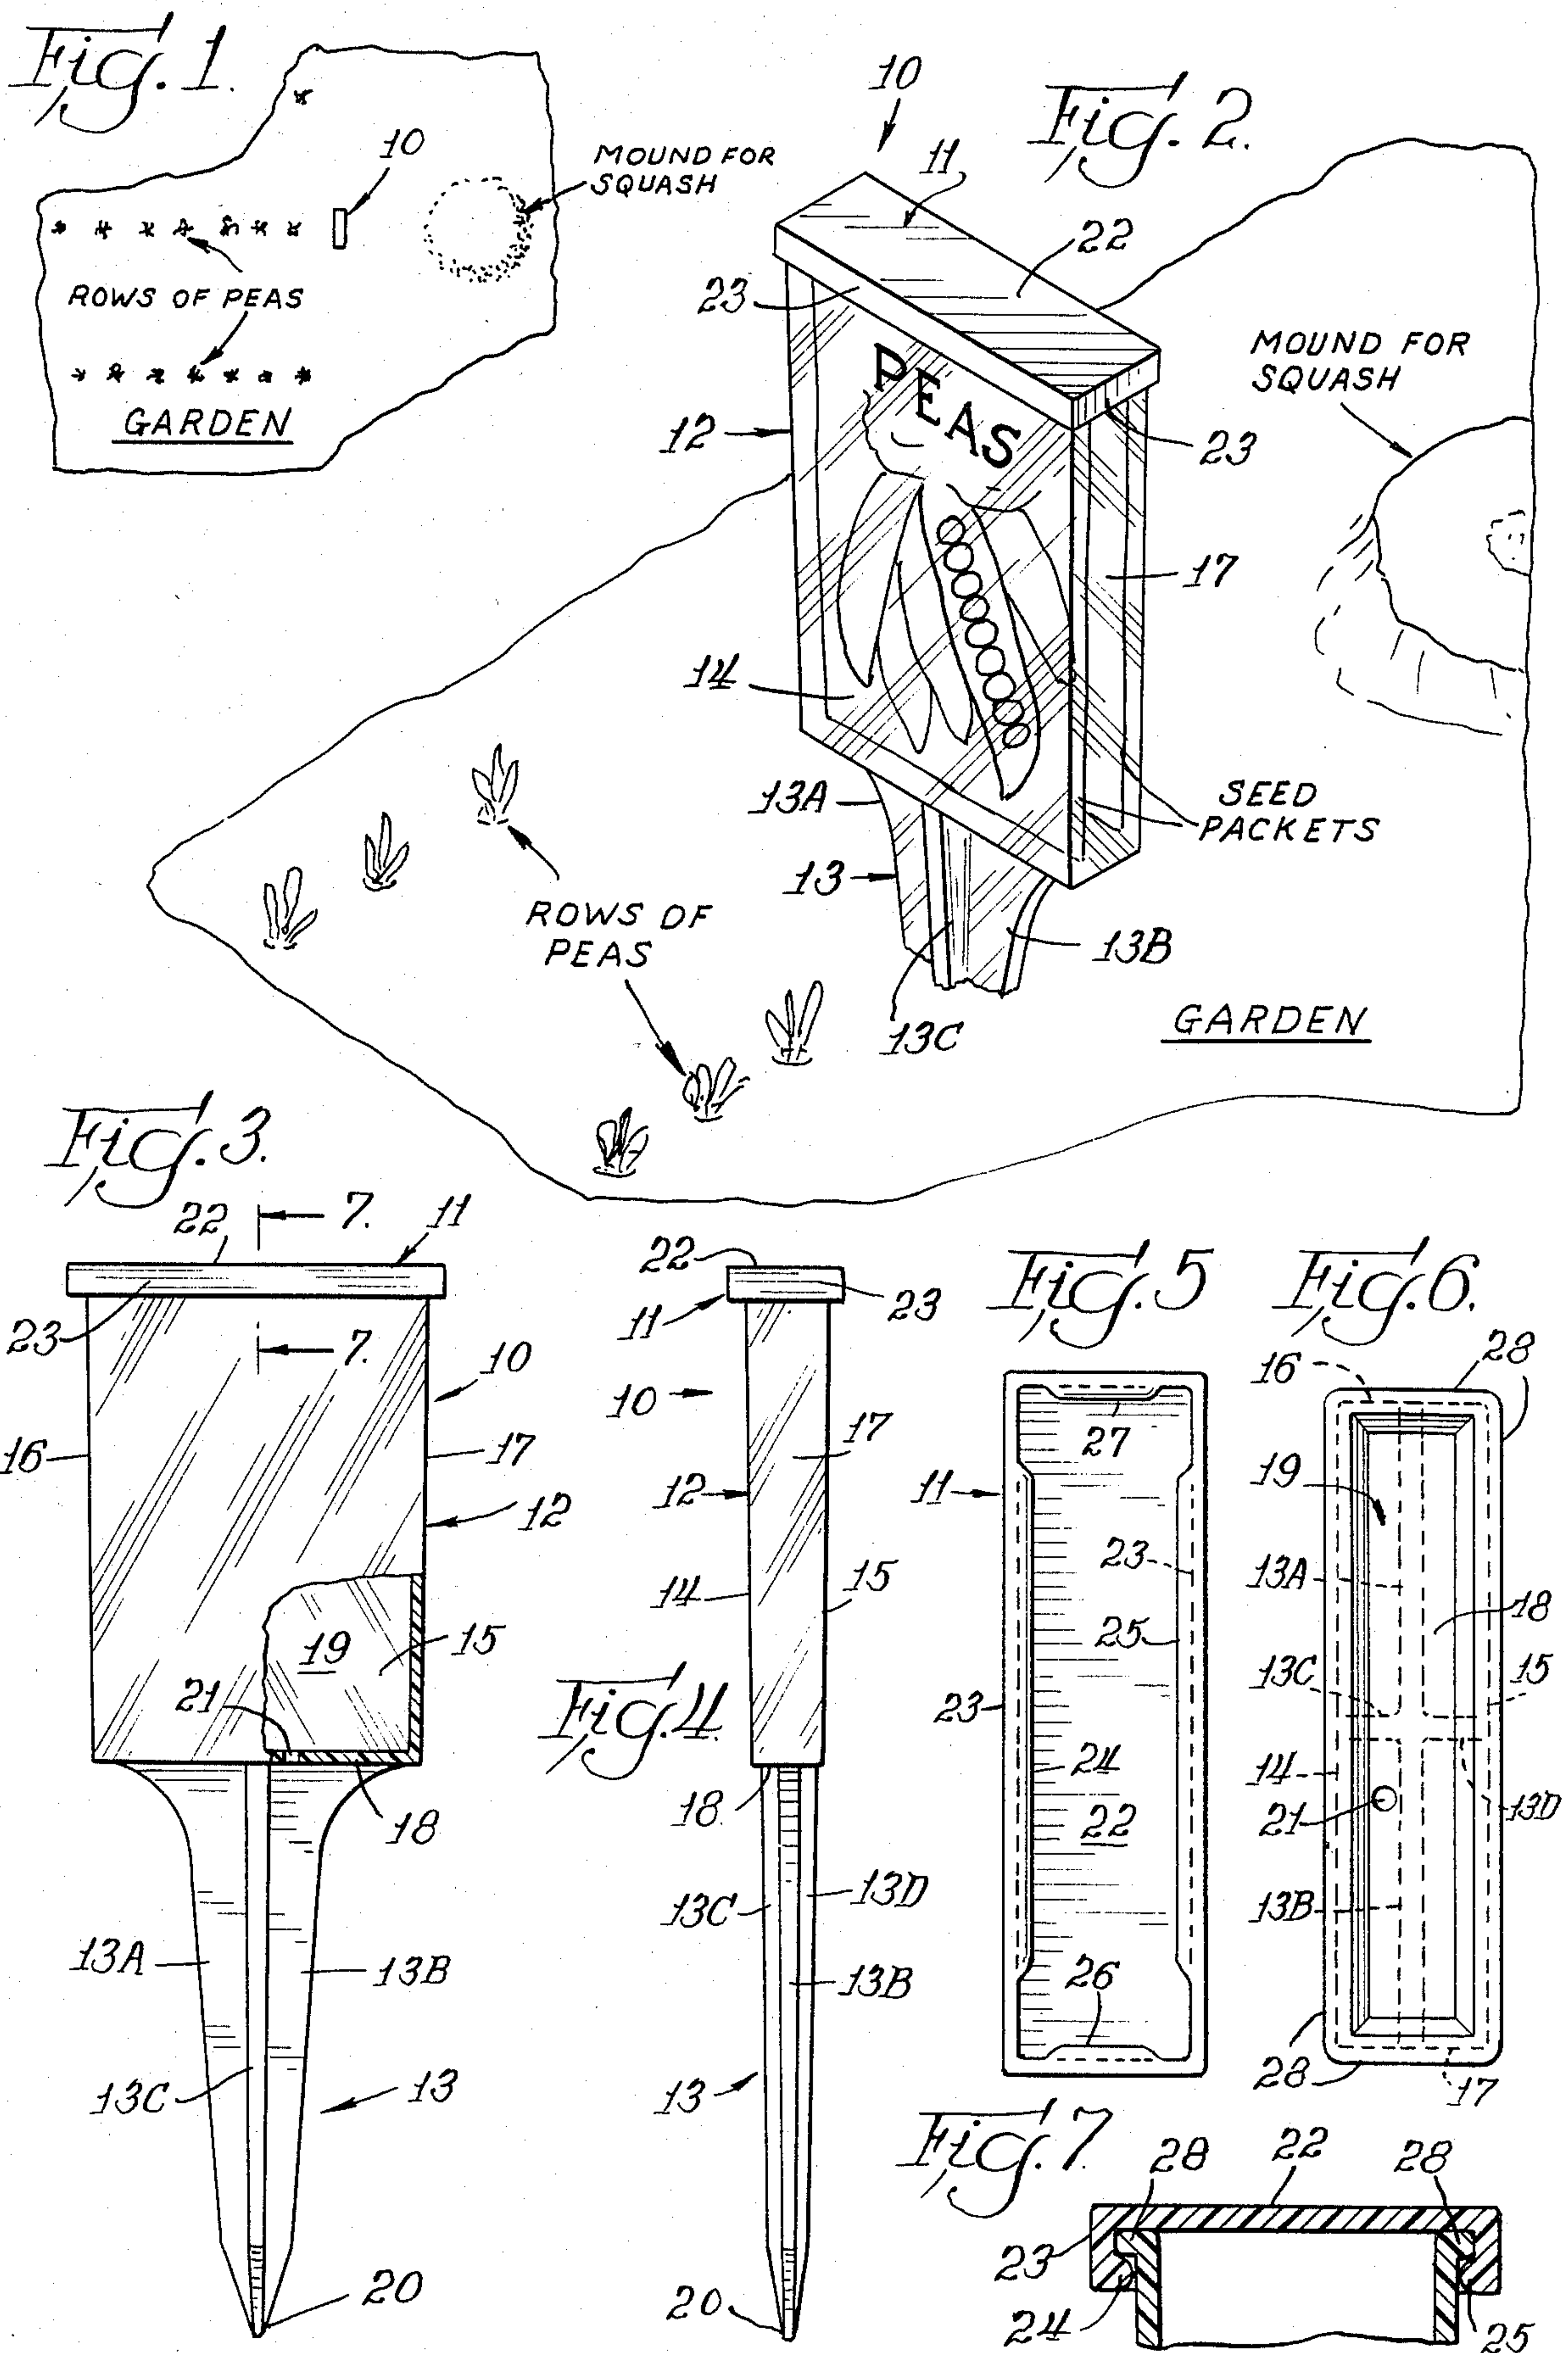 Fig. 1.
10
MOUND FOR
SQUASH
ROWS OF PEAS
GARDEN
Fig. 2.
10
11
22
23
PEAS
12
23
MOUND FOR
SQUASH
17
14
13A
SEED
PACKETS
13
ROWS OF
PEAS
13B
13C
GARDEN
Fig. 3.
22
7.
11
23
7.
10
16
17
12
19
15
21
18
13A
13B
13C
13
20
Fig. 4.
22
11
23
10
17
12
14
15
18
13C
13D
13B
13
20
Fig. 5
27
11
23
25
23
24
22
26
Fig. 6.
28
16
19
13A
18
13C
15
14
21
13D
13B
28
28
17
Fig. 7.
28
22
28
23
24
25